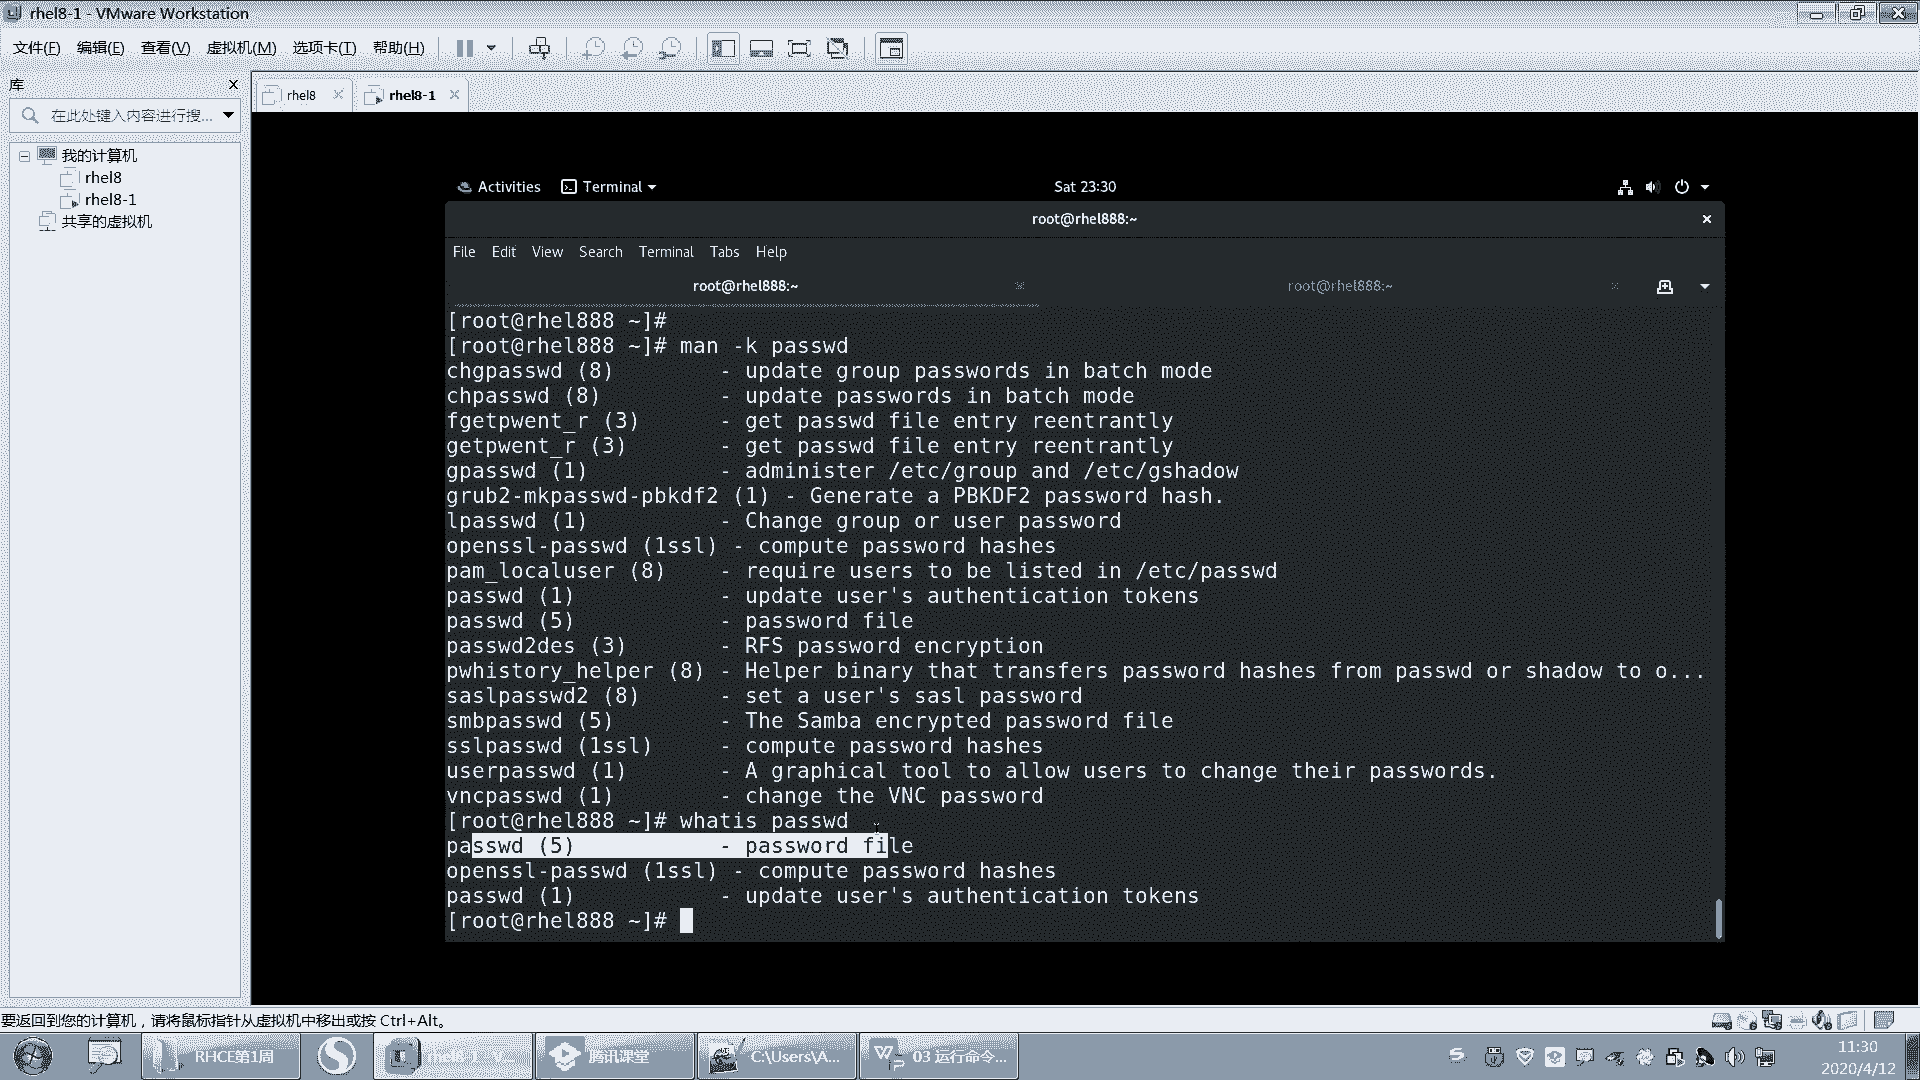 rhel8-1 - VMware Workstation
文件(F) 编辑(E) 查看(V) 虚拟机(M) 选项卡(T) 帮助(H)
库
在此处键入内容进行搜...
我的计算机
rhel8
rhel8-1
共享的虚拟机
rhel8 rhel8-1
Activities Terminal Sat 23:30
root@rhel888:~
File Edit View Search Terminal Tabs Help
root@rhel888:~ root@rhel888:~
[root@rhel888 ~]#
[root@rhel888 ~]# man -k passwd
chgpasswd (8) - update group passwords in batch mode
chpasswd (8) - update passwords in batch mode
fgetpwent_r (3) - get passwd file entry reentrantly
getpwent_r (3) - get passwd file entry reentrantly
gpasswd (1) - administer /etc/group and /etc/gshadow
grub2-mkpasswd-pbkdf2 (1) - Generate a PBKDF2 password hash.
lpasswd (1) - Change group or user password
openssl-passwd (1ssl) - compute password hashes
pam_localuser (8) - require users to be listed in /etc/passwd
passwd (1) - update user's authentication tokens
passwd (5) - password file
passwd2des (3) - RFS password encryption
pwhistory_helper (8) - Helper binary that transfers password hashes from passwd or shadow to o...
saslpasswd2 (8) - set a user's sasl password
smbpasswd (5) - The Samba encrypted password file
sslpasswd (1ssl) - compute password hashes
userpasswd (1) - A graphical tool to allow users to change their passwords.
vncpasswd (1) - change the VNC password
[root@rhel888 ~]# whatis passwd
passwd (5) - password file
openssl-passwd (1ssl) - compute password hashes
passwd (1) - update user's authentication tokens
[root@rhel888 ~]#
要返回到您的计算机，请将鼠标指针从虚拟机中移出或按 Ctrl+Alt。
RHCE第1周 rhel8-1 - V... 腾讯课堂 C:\Users\A... 03 运行命令...
11:30
2020/4/12